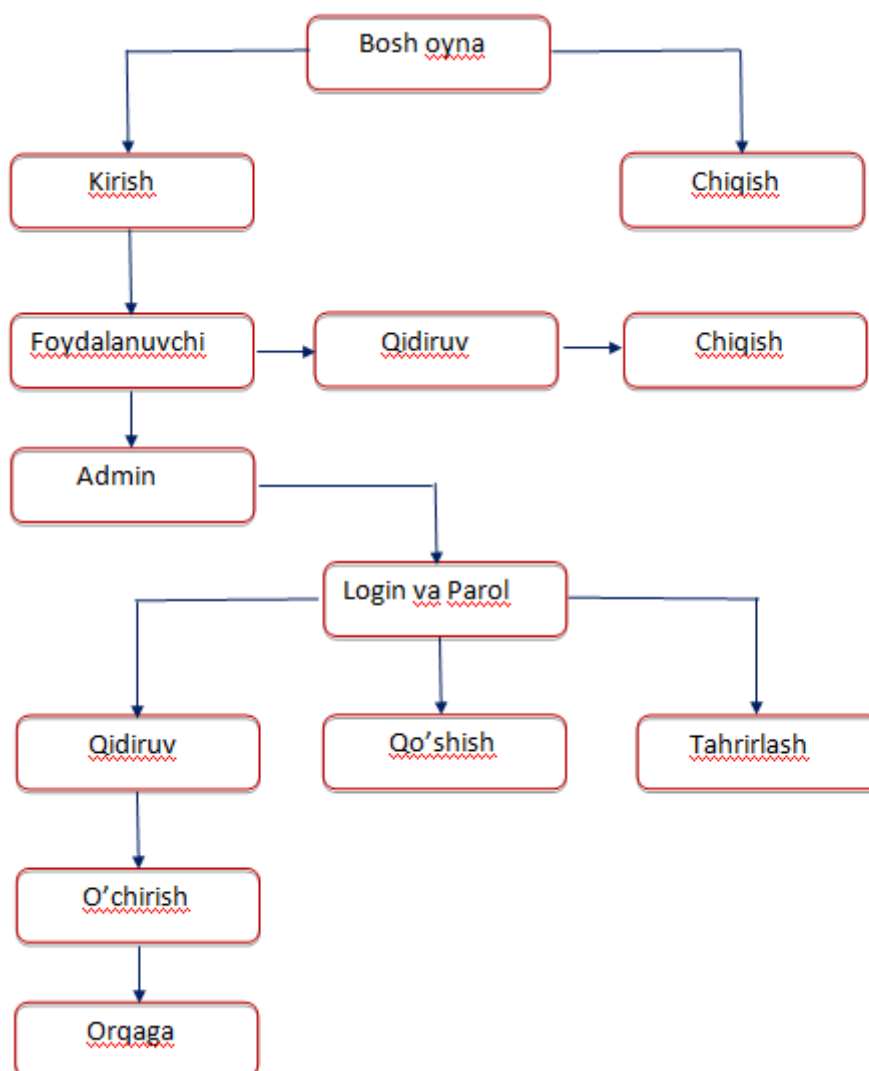 Bosh oyna
Kirish
Chiqish
Foydalanuvchi
Qidiruv
Chiqish
Admin
Login va Parol
Qidiruv
Qo’shish
Tahrirlash
O’chirish
Orqaga